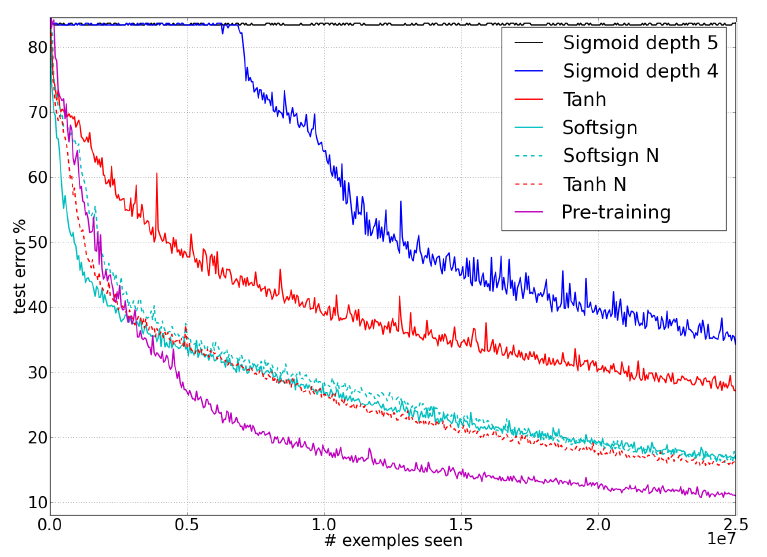 80
70
60
50
40
30
20
10
test error %
Sigmoid depth 5
Sigmoid depth 4
Tanh
Softsign
Softsign N
Tanh N
Pre-training
0.0 0.5 1.0 1.5 2.0 2.5
1e7
# exemples seen